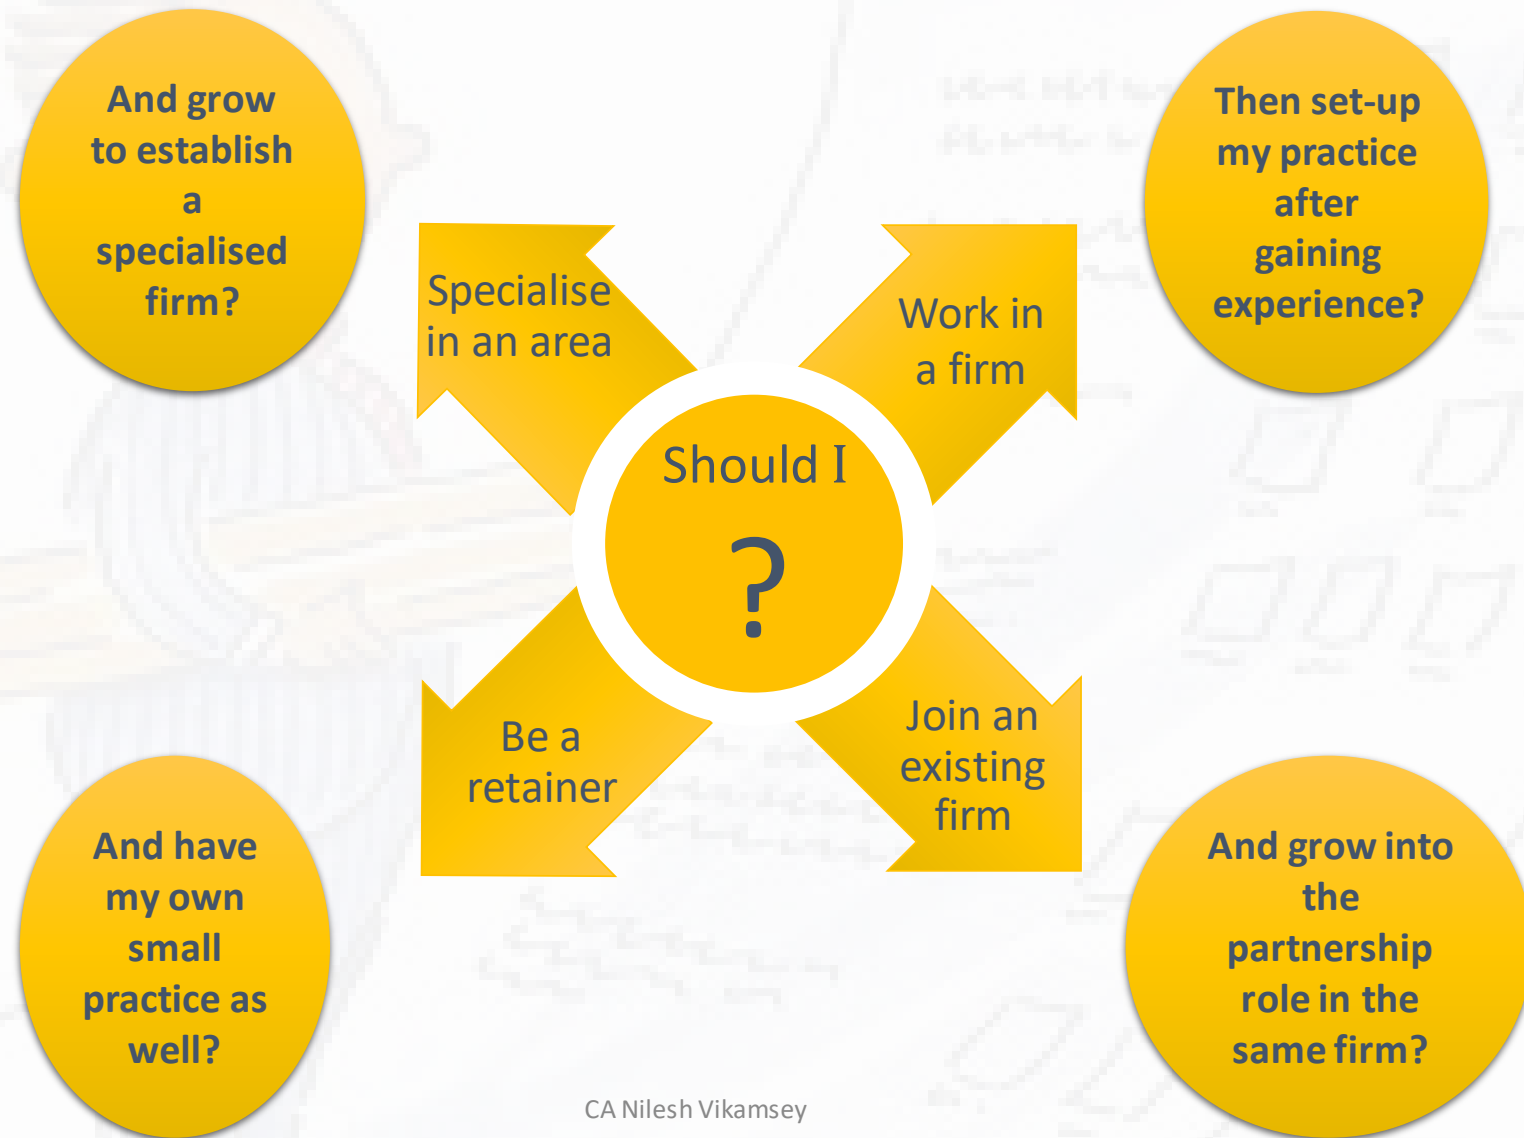 And grow
to establish
a
specialised
firm?
Then set-up
my practice
after
gaining
experience?
Specialise
in an area
Work in
a firm
Should I
?
Be a
retainer
Join an
existing
firm
And have
my own
small
practice as
well?
And grow into
the
partnership
role in the
same firm?
CA Nilesh Vikamsey